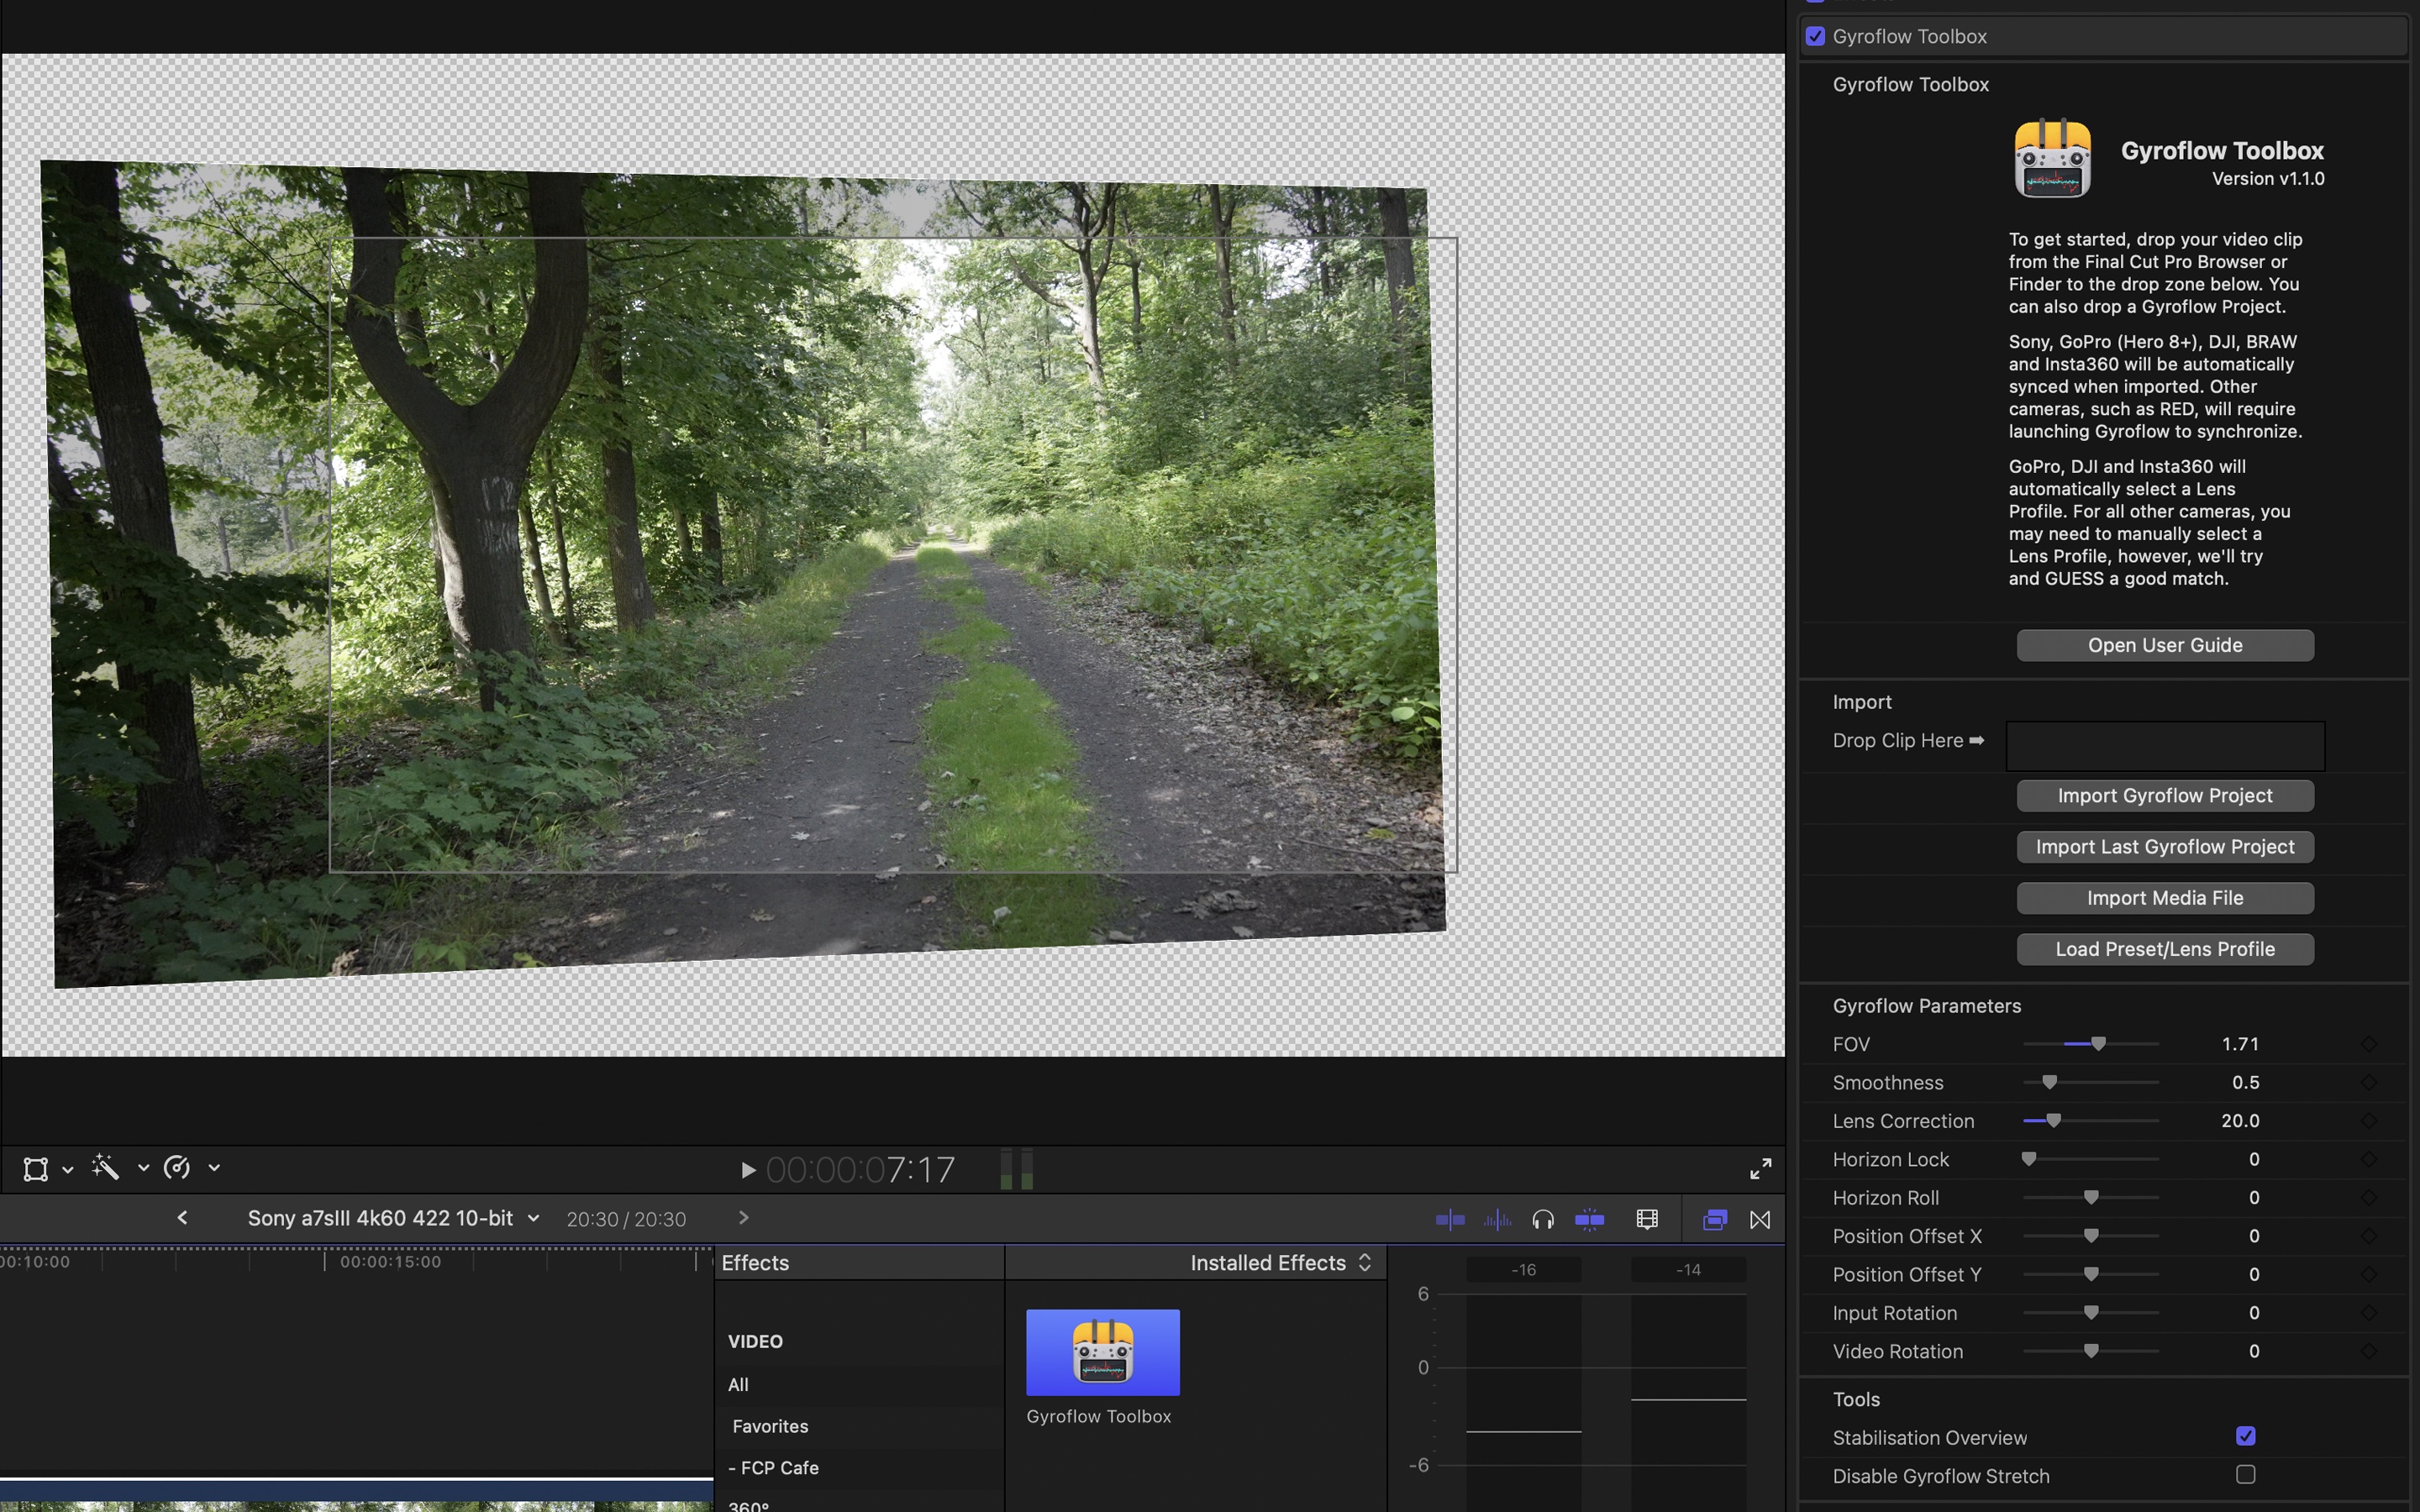 Gyroflow Toolbox
Gyroflow Toolbox
Gyroflow Toolbox
Version v1.1.0
To get started, drop your video clip
from the Final Cut Pro Browser or
Finder to the drop zone below. You
can also drop a Gyroflow Project.
Sony, GoPro (Hero 8+), DJI, BRAW
and Insta360 will be automatically
synced when imported. Other
cameras, such as RED, will require
launching Gyroflow to synchronize.
GoPro, DJI and Insta360 will
automatically select a Lens
Profile. For all other cameras, you
may need to manually select a
Lens Profile, however, we'll try
and GUESS a good match.
Open User Guide
Import
Drop Clip Here ➡
Import Gyroflow Project
Import Last Gyroflow Project
Import Media File
Load Preset/Lens Profile
Gyroflow Parameters
FOV 1.71
Smoothness 0.5
Lens Correction 20.0
Horizon Lock 0
Horizon Roll 0
Position Offset X 0
Position Offset Y 0
Input Rotation 0
Video Rotation 0
Tools
Stabilisation Overview
Disable Gyroflow Stretch
00:00:07:17
Sony a7sIII 4k60 422 10-bit 20:30 / 20:30
00:10:00 00:00:15:00
Effects Installed Effects
VIDEO
All
Favorites
- FCP Cafe
360°
Gyroflow Toolbox
-16 -14
6
0
-6